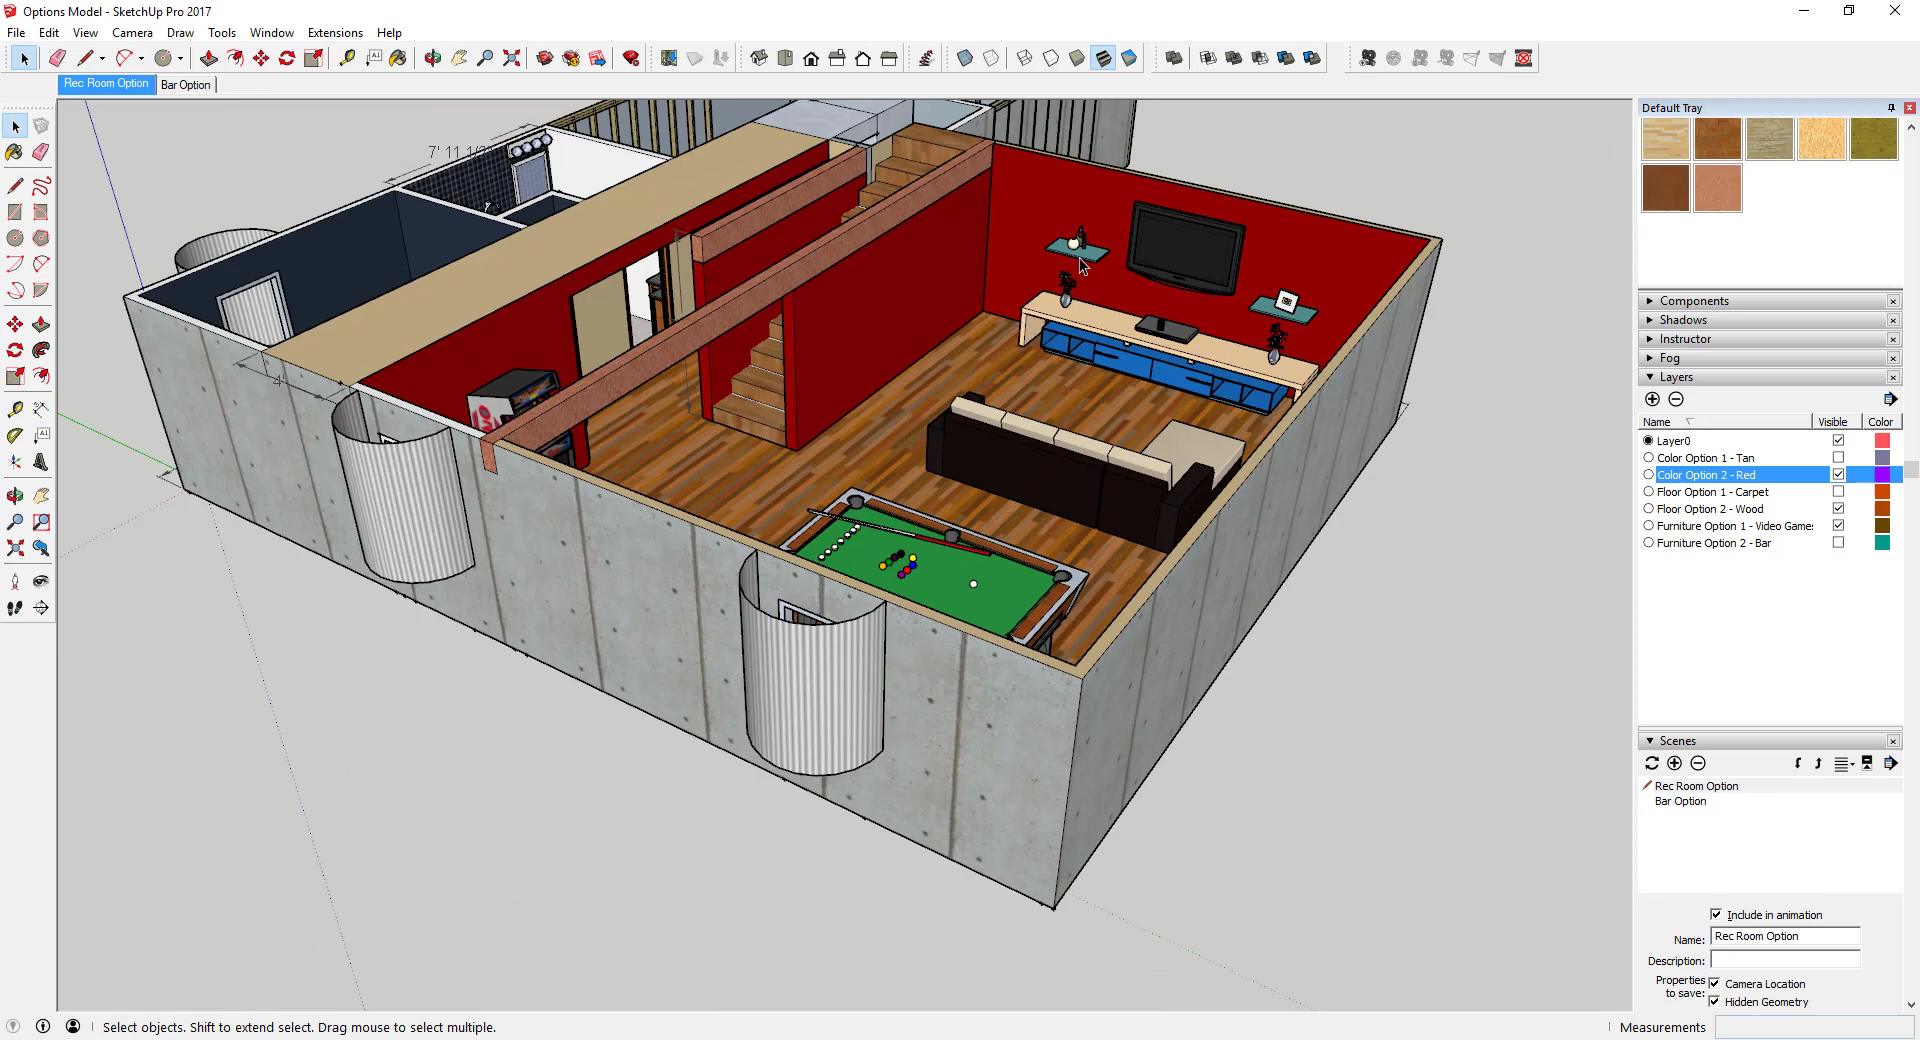 Options Model - SketchUp Pro 2017
File Edit View Camera Draw Tools Window Extensions Help
Rec Room Option Bar Option
Default Tray
Components
Shadows
Instructor
Fog
Layers
Name Visible Color
Layer0
Color Option 1 - Tan
Color Option 2 - Red
Floor Option 1 - Carpet
Floor Option 2 - Wood
Furniture Option 1 - Video Game:
Furniture Option 2 - Bar
Scenes
Rec Room Option
Bar Option
Include in animation
Name: Rec Room Option
Description:
Properties to save: Camera Location
Hidden Geometry
Select objects. Shift to extend select. Drag mouse to select multiple.
Measurements